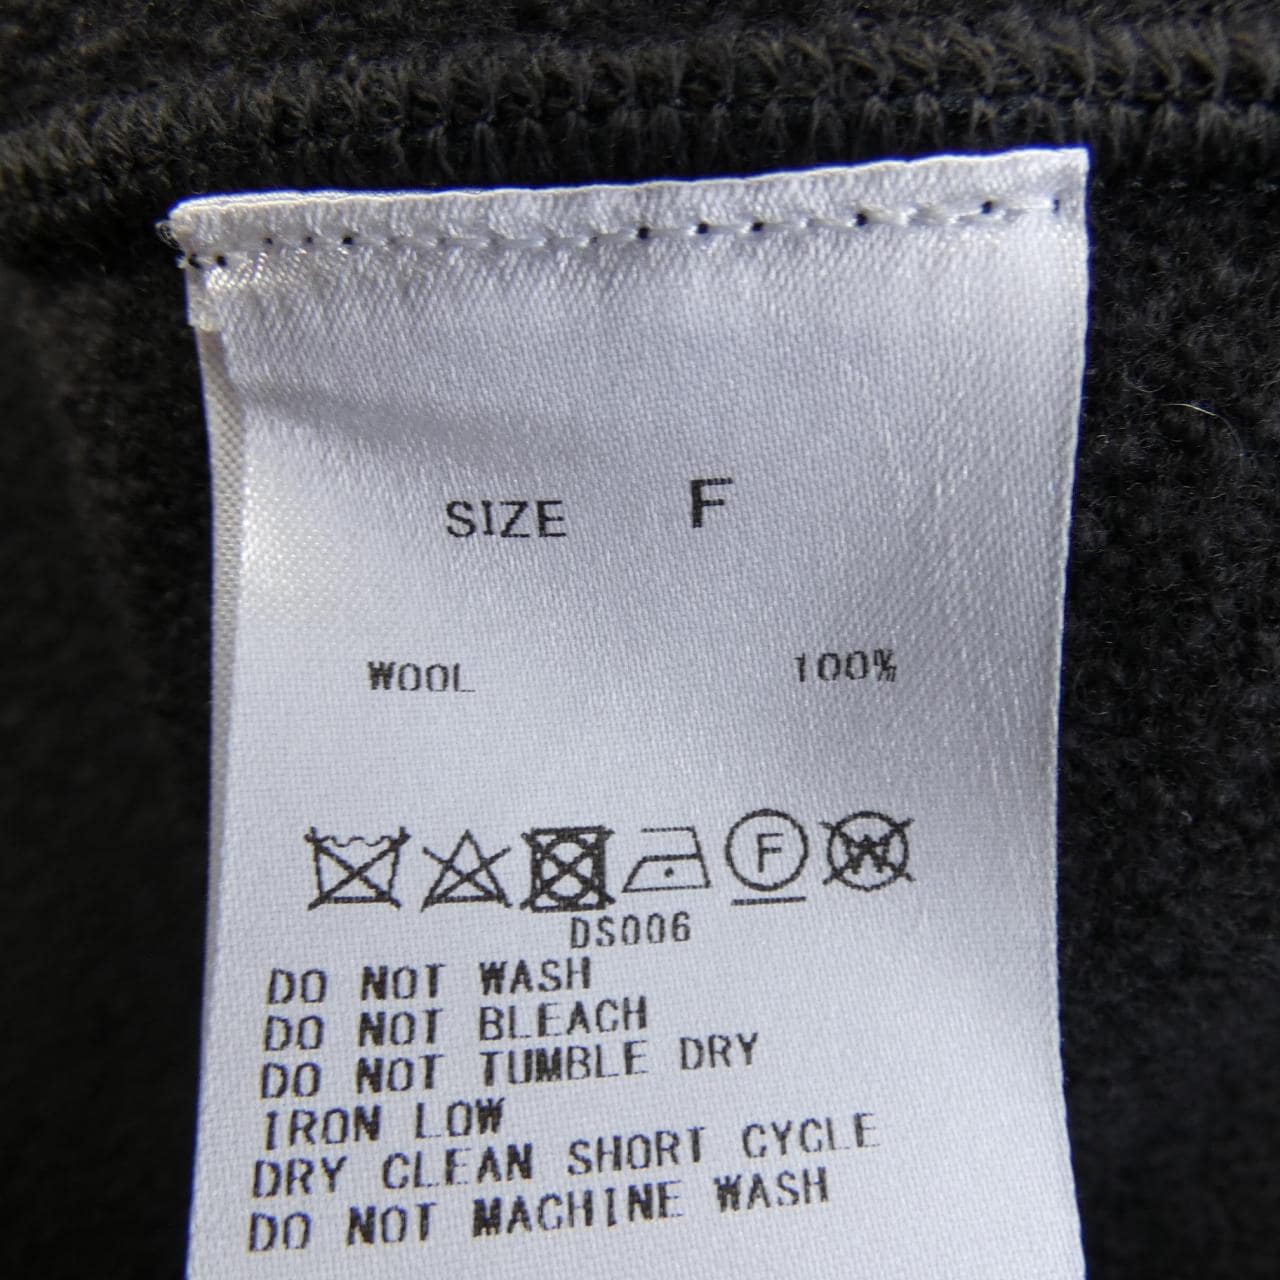 SIZE F
WOOL 100%
F W
DS006
DO NOT WASH
DO NOT BLEACH
DO NOT TUMBLE DRY
IRON LOW
DRY CLEAN SHORT CYCLE
DO NOT MACHINE WASH